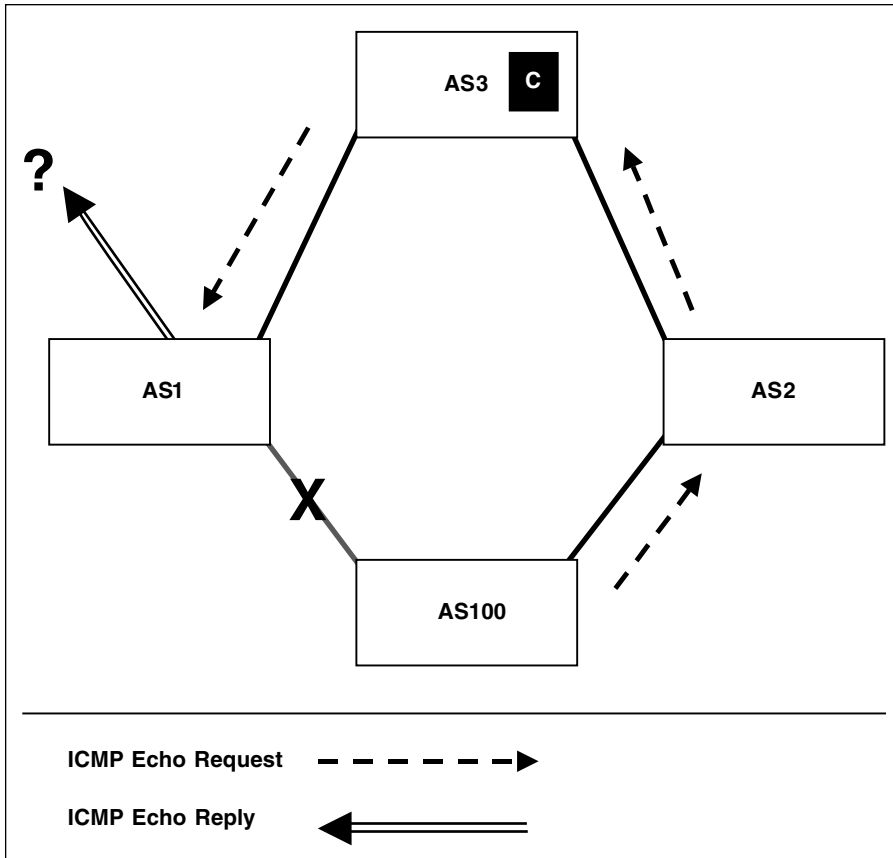 AS3
C
?
AS1
AS2
X
AS100
ICMP Echo Request
ICMP Echo Reply